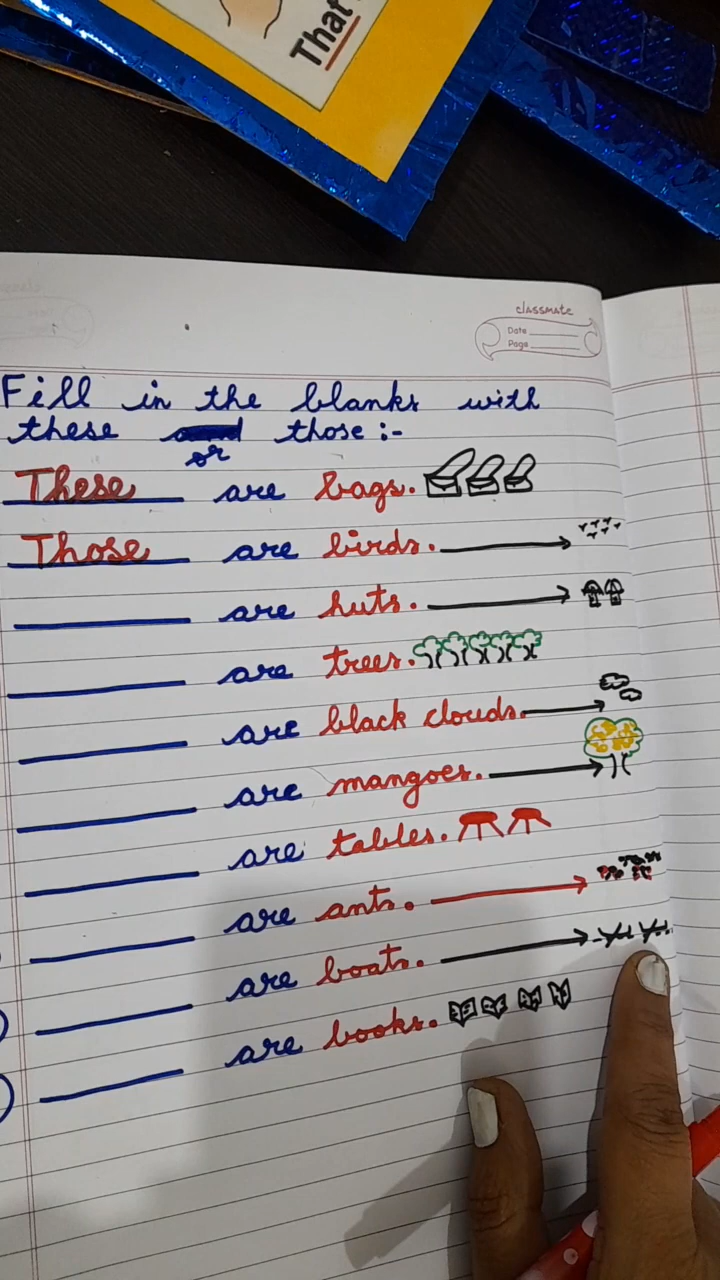 That
classmate
Date
Page
Fill in the blanks with
these or those :-
These are bags.
Those are birds.
are huts.
are trees.
are black clouds.
are mangoes.
are tables.
are ants.
are boats.
are books.